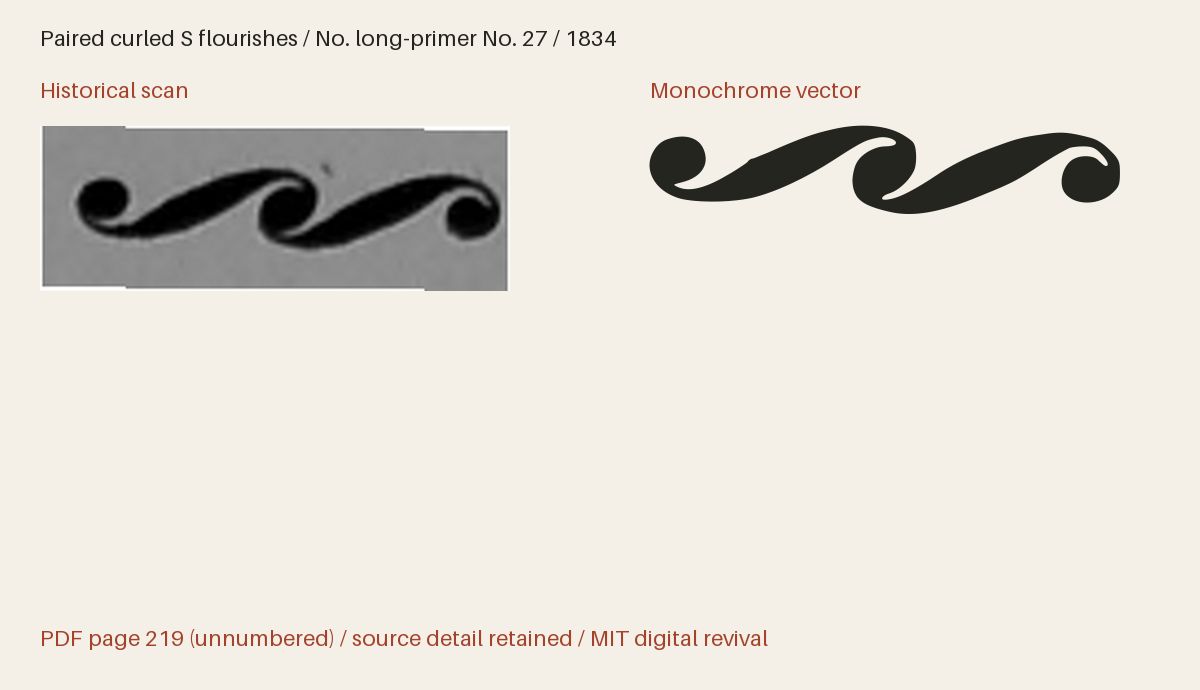 Paired curled S flourishes / No. long-primer No. 27 / 1834
Historical scan
Monochrome vector
PDF page 219 (unnumbered) / source detail retained / MIT digital revival